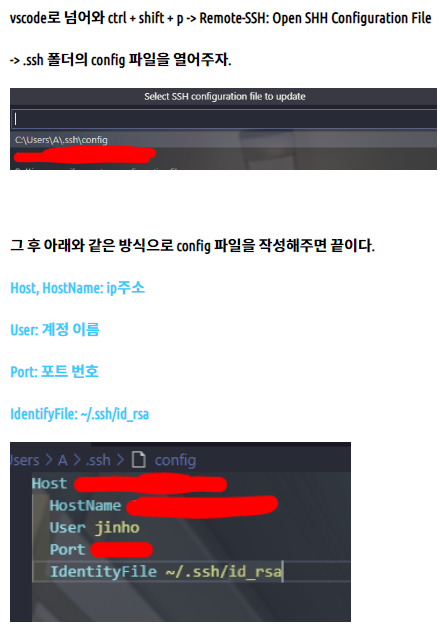 vscode로 넘어와 ctrl + shift + p -> Remote-SSH: Open SHH Configuration File
-> .ssh 폴더의 config 파일을 열어주자.
Select SSH configuration file to update
C:\Users\A\.ssh\config
그 후 아래와 같은 방식으로 config 파일을 작성해주면 끝이다.
Host, HostName: ip주소
User: 계정 이름
Port: 포트 번호
IdentifyFile: ~/.ssh/id_rsa
sers > A > .ssh > config
Host
HostName
User jinho
Port
IdentityFile ~/.ssh/id_rsa